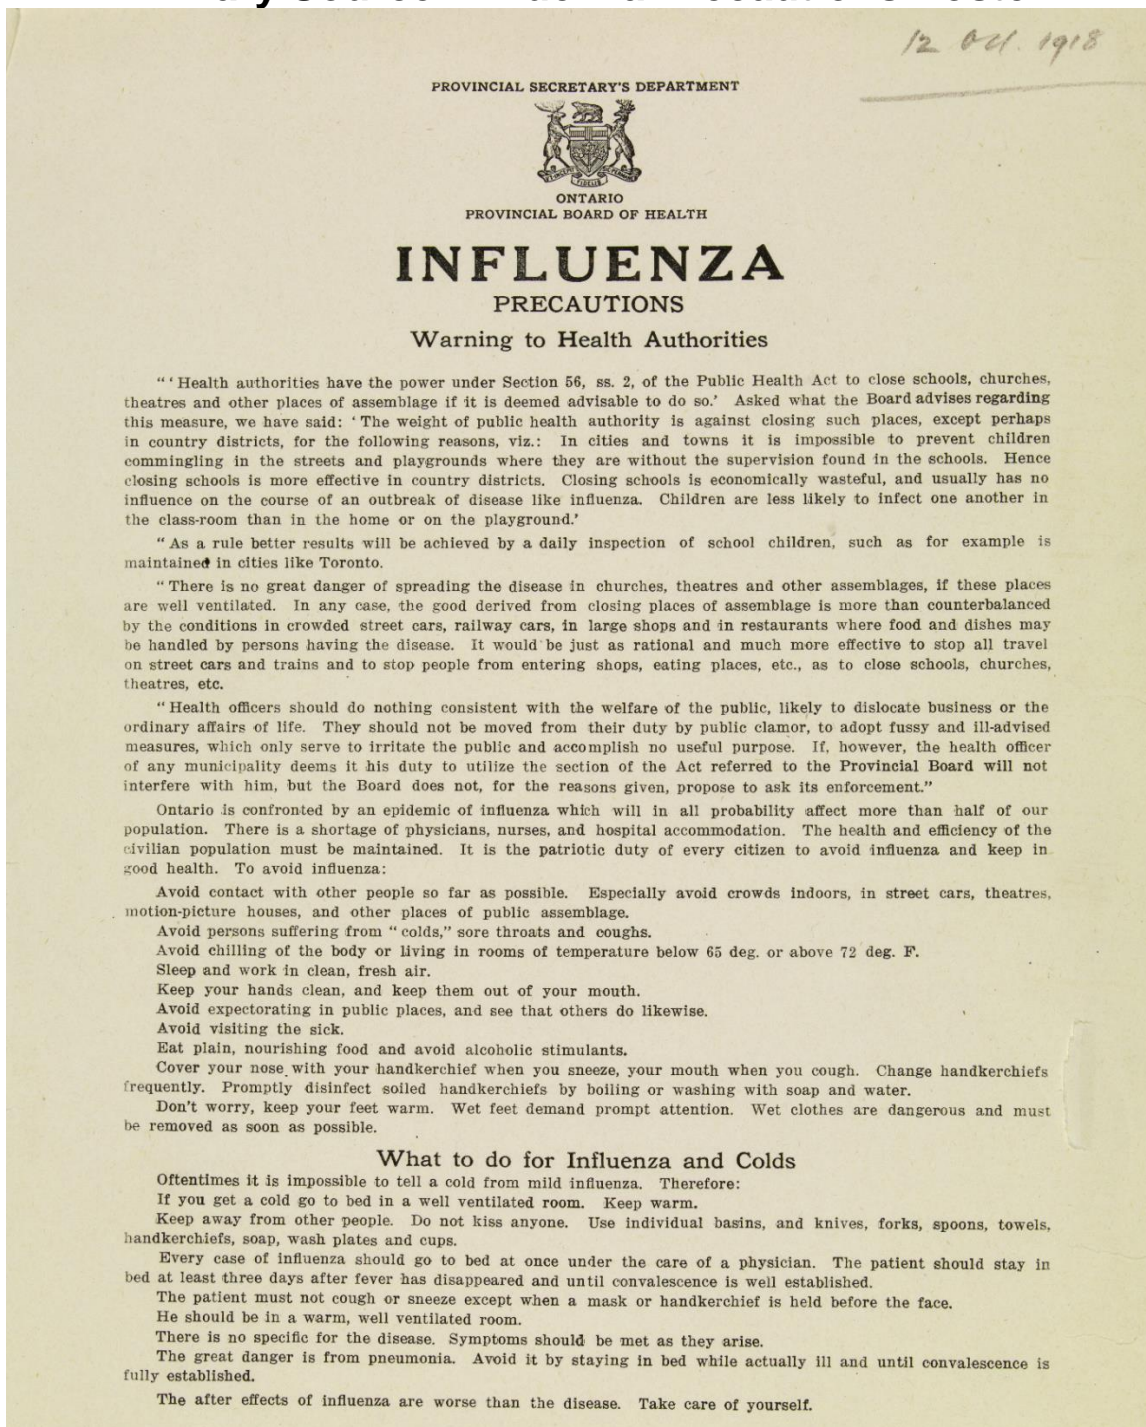 12 Oct. 1918
PROVINCIAL SECRETARY'S DEPARTMENT
ONTARIO
PROVINCIAL BOARD OF HEALTH
INFLUENZA
PRECAUTIONS
Warning to Health Authorities
"'Health authorities have the power under Section 56, ss. 2, of the Public Health Act to close schools, churches,
theatres and other places of assemblage if it is deemed advisable to do so.' Asked what the Board advises regarding
this measure, we have said: 'The weight of public health authority is against closing such places, except perhaps
in country districts, for the following reasons, viz.: In cities and towns it is impossible to prevent children
commingling in the streets and playgrounds where they are without the supervision found in the schools. Hence
closing schools is more effective in country districts. Closing schools is economically wasteful, and usually has no
influence on the course of an outbreak of disease like influenza. Children are less likely to infect one another in
the class-room than in the home or on the playground.'
"As a rule better results will be achieved by a daily inspection of school children, such as for example is
maintained in cities like Toronto.
"There is no great danger of spreading the disease in churches, theatres and other assemblages, if these places
are well ventilated. In any case, the good derived from closing places of assemblage is more than counterbalanced
by the conditions in crowded street cars, railway cars, in large shops and in restaurants where food and dishes may
be handled by persons having the disease. It would be just as rational and much more effective to stop all travel
on street cars and trains and to stop people from entering shops, eating places, etc., as to close schools, churches,
theatres, etc.
"Health officers should do nothing consistent with the welfare of the public, likely to dislocate business or the
ordinary affairs of life. They should not be moved from their duty by public clamor, to adopt fussy and ill-advised
measures, which only serve to irritate the public and accomplish no useful purpose. If, however, the health officer
of any municipality deems it his duty to utilize the section of the Act referred to the Provincial Board will not
interfere with him, but the Board does not, for the reasons given, propose to ask its enforcement."
Ontario is confronted by an epidemic of influenza which will in all probability affect more than half of our
population. There is a shortage of physicians, nurses, and hospital accommodation. The health and efficiency of the
civilian population must be maintained. It is the patriotic duty of every citizen to avoid influenza and keep in
good health. To avoid influenza:
Avoid contact with other people so far as possible. Especially avoid crowds indoors, in street cars, theatres,
motion-picture houses, and other places of public assemblage.
Avoid persons suffering from "colds," sore throats and coughs.
Avoid chilling of the body or living in rooms of temperature below 65 deg. or above 72 deg. F.
Sleep and work in clean, fresh air.
Keep your hands clean, and keep them out of your mouth.
Avoid expectorating in public places, and see that others do likewise.
Avoid visiting the sick.
Eat plain, nourishing food and avoid alcoholic stimulants.
Cover your nose with your handkerchief when you sneeze, your mouth when you cough. Change handkerchiefs
frequently. Promptly disinfect soiled handkerchiefs by boiling or washing with soap and water.
Don't worry, keep your feet warm. Wet feet demand prompt attention. Wet clothes are dangerous and must
be removed as soon as possible.
What to do for Influenza and Colds
Oftentimes it is impossible to tell a cold from mild influenza. Therefore:
If you get a cold go to bed in a well ventilated room. Keep warm.
Keep away from other people. Do not kiss anyone. Use individual basins, and knives, forks, spoons, towels,
handkerchiefs, soap, wash plates and cups.
Every case of influenza should go to bed at once under the care of a physician. The patient should stay in
bed at least three days after fever has disappeared and until convalescence is well established.
The patient must not cough or sneeze except when a mask or handkerchief is held before the face.
He should be in a warm, well ventilated room.
There is no specific for the disease. Symptoms should be met as they arise.
The great danger is from pneumonia. Avoid it by staying in bed while actually ill and until convalescence is
fully established.
The after effects of influenza are worse than the disease. Take care of yourself.